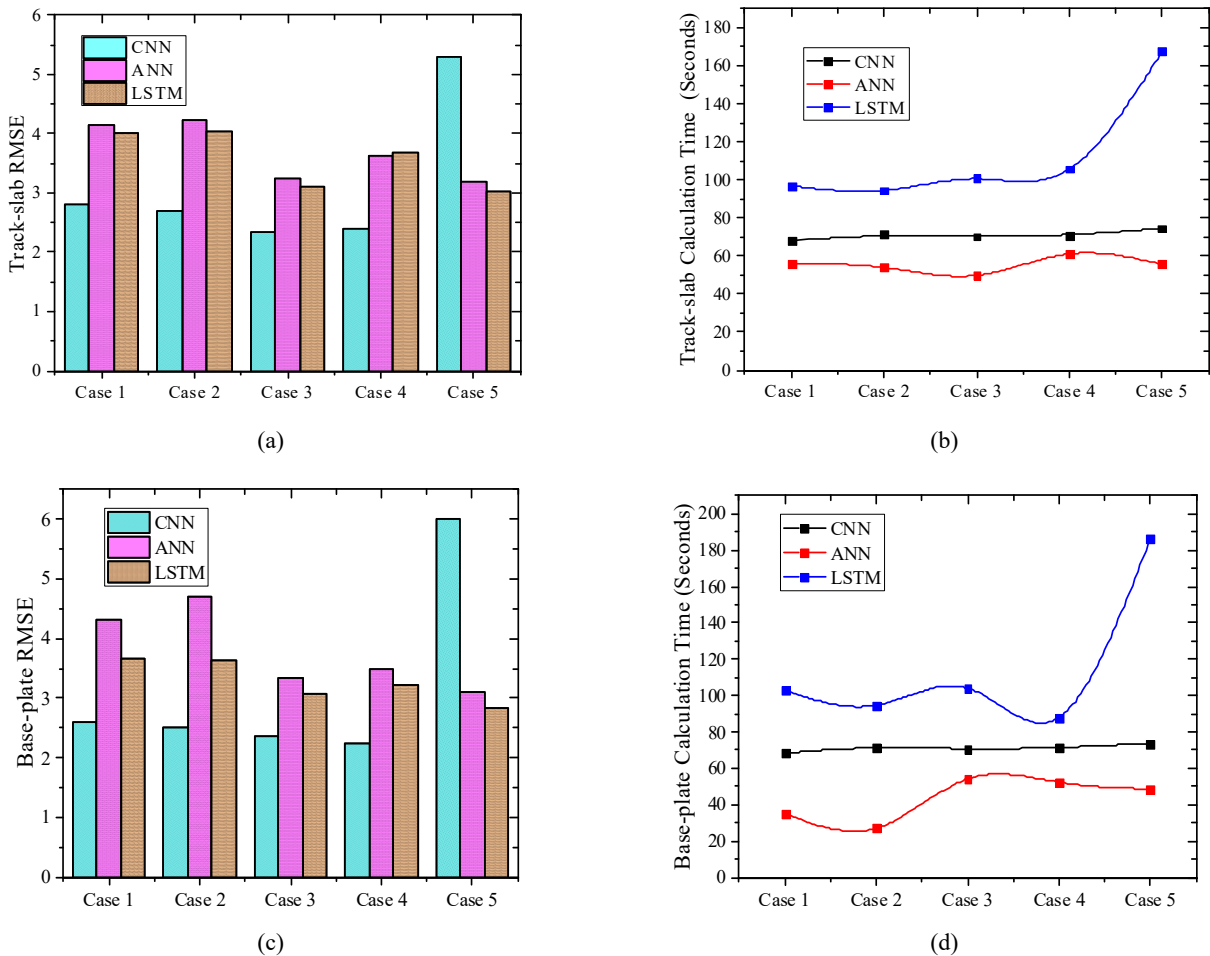 6
5
4
3
2
1
0
Track-slab RMSE
CNN
ANN
LSTM
Case 1 Case 2 Case 3 Case 4 Case 5
(a)
180
160
140
120
100
80
60
40
20
0
Track-slab Calculation Time (Seconds)
CNN
ANN
LSTM
Case 1 Case 2 Case 3 Case 4 Case 5
(b)
6
5
4
3
2
1
0
Base-plate RMSE
CNN
ANN
LSTM
Case 1 Case 2 Case 3 Case 4 Case 5
(c)
200
180
160
140
120
100
80
60
40
20
0
Base-plate Calculation Time (Seconds)
CNN
ANN
LSTM
Case 1 Case 2 Case 3 Case 4 Case 5
(d)